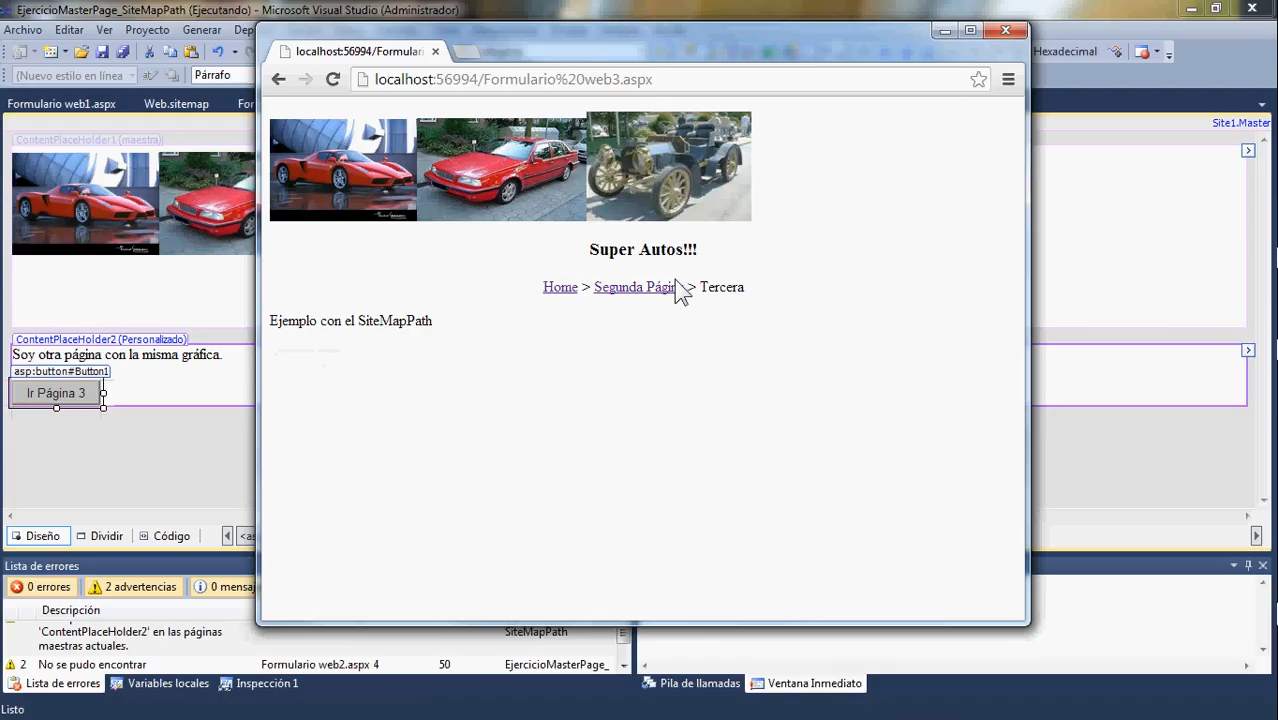 EjercicioMasterPage_SiteMapPath (Ejecutando) - Microsoft Visual Studio (Administrador)
Archivo Editar Ver Proyecto Generar
Hexadecimal
(Nuevo estilo en línea) Párrafo
Formulario web1.aspx Web.sitemap
ContentPlaceHolder1 (maestra)
Site1.Master
localhost:56994/Formulari
localhost:56994/Formulario%20web3.aspx
Super Autos!!!
Home > Segunda > Tercera
Ejemplo con el SiteMapPath
ContentPlaceHolder2 (Personalizado)
Soy otra página con la misma gráfica.
asp:button#Button1
Ir Página 3
Diseño Dividir Código
Lista de errores
0 errores 2 advertencias 0
Descripción
'ContentPlaceHolder2' en las páginas
maestras actuales.
SiteMapPath
2 No se pudo encontrar Formulario web2.aspx 4 50 EjercicioMasterPage_
Lista de errores Variables locales Inspección 1 Pila de llamadas Ventana Inmediato
Listo